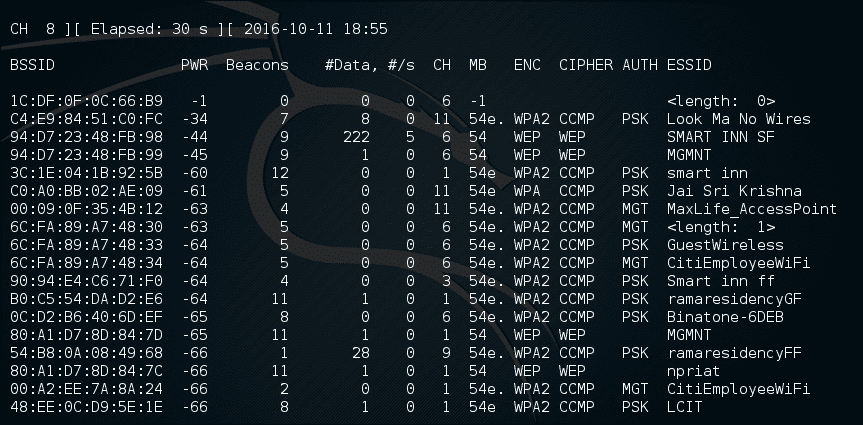 CH  8 ][ Elapsed: 30 s ][ 2016-10-11 18:55
BSSID              PWR  Beacons    #Data, #/s  CH  MB   ENC  CIPHER AUTH ESSID
1C:DF:0F:0C:66:B9   -1        0        0    0   6  -1                    <length:  0>
C4:E9:84:51:C0:FC  -34        7        8    0  11  54e. WPA2 CCMP   PSK  Look Ma No Wires
94:D7:23:48:FB:98  -44        9      222    5   6  54   WEP  WEP         SMART INN SF
94:D7:23:48:FB:99  -45        9        1    0   6  54   WEP  WEP         MGMNT
3C:1E:04:1B:92:5B  -60       12        0    0   1  54e  WPA2 CCMP   PSK  smart inn
C0:A0:BB:02:AE:09  -61        5        0    0  11  54e  WPA  CCMP   PSK  Jai Sri Krishna
00:09:0F:35:4B:12  -63        4        0    0  11  54e. WPA2 CCMP   MGT  MaxLife_AccessPoint
6C:FA:89:A7:48:30  -63        5        0    0   6  54e. WPA2 CCMP   MGT  <length:  1>
6C:FA:89:A7:48:33  -64        5        0    0   6  54e. WPA2 CCMP   PSK  GuestWireless
6C:FA:89:A7:48:34  -64        5        0    0   6  54e. WPA2 CCMP   MGT  CitiEmployeeWiFi
90:94:E4:C6:71:F0  -64        4        0    0   3  54e. WPA2 CCMP   PSK  Smart inn ff
B0:C5:54:DA:D2:E6  -64       11        1    0   1  54e. WPA2 CCMP   PSK  ramaresidencyGF
0C:D2:B6:40:6D:EF  -65        8        0    0   6  54e. WPA2 CCMP   PSK  Binatone-6DEB
80:A1:D7:8D:84:7D  -65       11        1    0   1  54   WEP  WEP         MGMNT
54:B8:0A:08:49:68  -66        1       28    0   9  54e. WPA2 CCMP   PSK  ramaresidencyFF
80:A1:D7:8D:84:7C  -66       11        1    0   1  54   WEP  WEP         npriat
00:A2:EE:7A:8A:24  -66        2        0    0   1  54e. WPA2 CCMP   MGT  CitiEmployeeWiFi
48:EE:0C:D9:5E:1E  -66        8        1    0   1  54e  WPA2 CCMP   PSK  LCIT